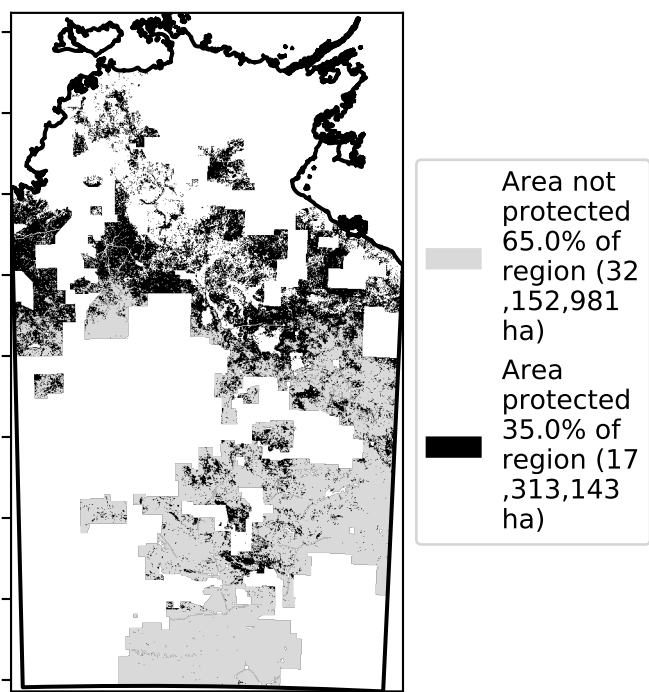 Area not
protected
65.0% of
region (32
,152,981
ha)
Area
protected
35.0% of
region (17
,313,143
ha)